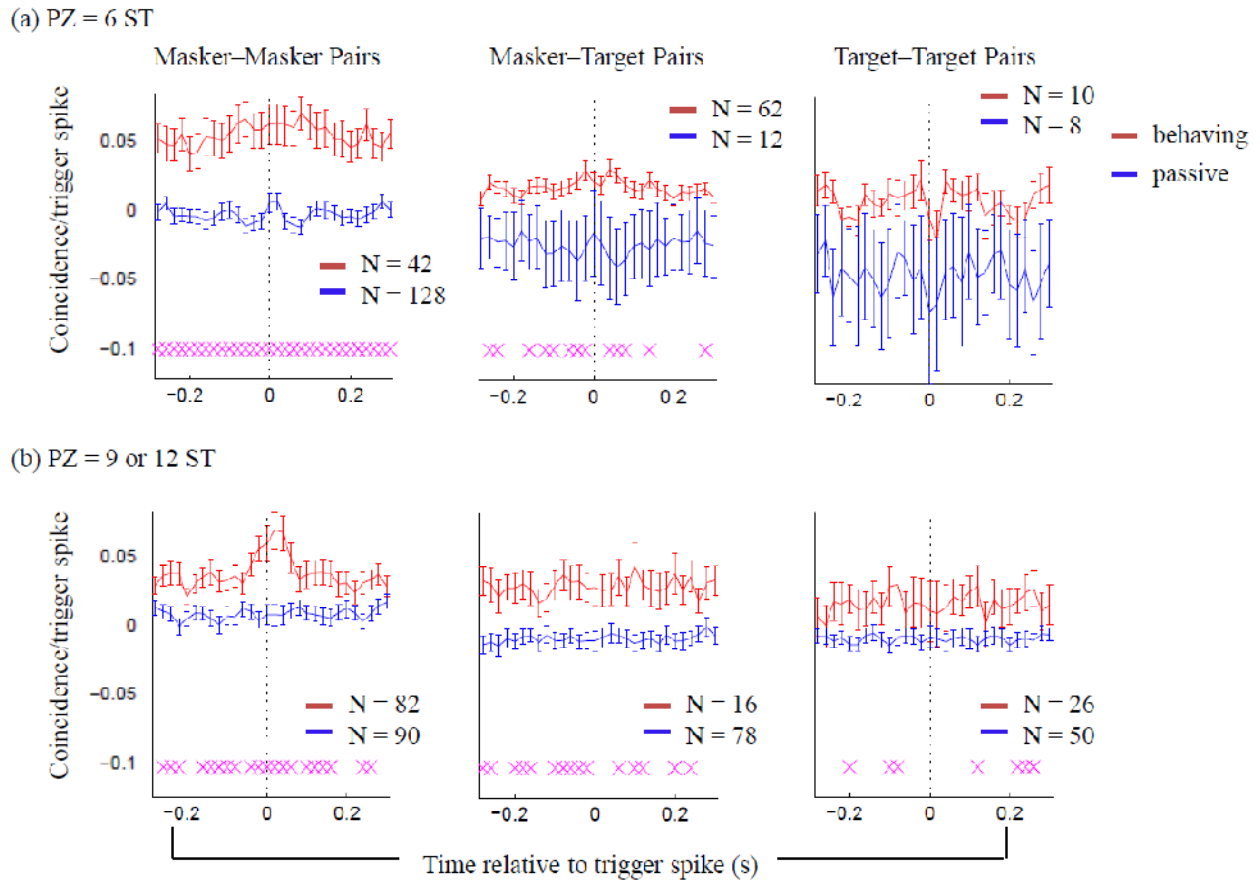 (a) PZ = 6 ST
Masker–Masker Pairs
Masker–Target Pairs
Target–Target Pairs
Coincidence/trigger spike
0.05
0
−0.05
−0.1
N = 42
N = 128
N = 62
N = 12
N = 10
N = 8
behaving
passive
−0.2 0 0.2
−0.2 0 0.2
−0.2 0 0.2
(b) PZ = 9 or 12 ST
Coincidence/trigger spike
0.05
0
−0.05
−0.1
N = 82
N = 90
N = 16
N = 78
N = 26
N = 50
−0.2 0 0.2
−0.2 0 0.2
−0.2 0 0.2
Time relative to trigger spike (s)